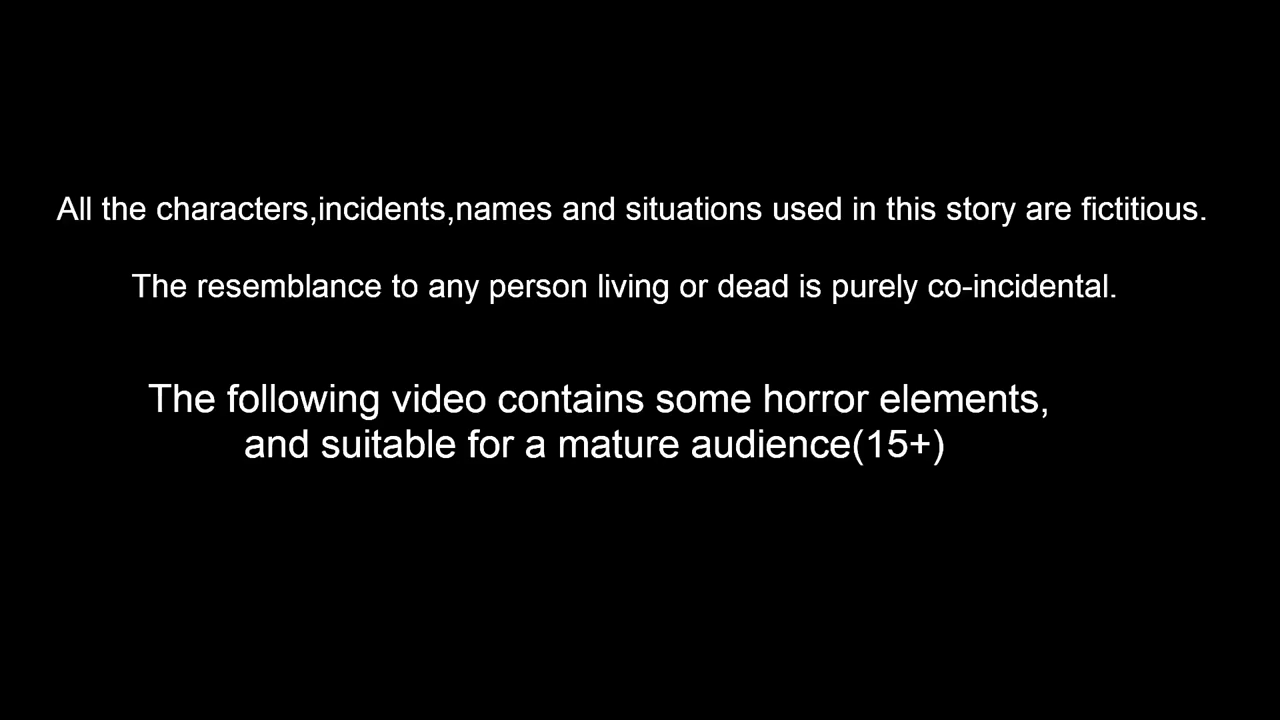 All the characters,incidents,names and situations used in this story are fictitious.
The resemblance to any person living or dead is purely co-incidental.
The following video contains some horror elements,
and suitable for a mature audience(15+)